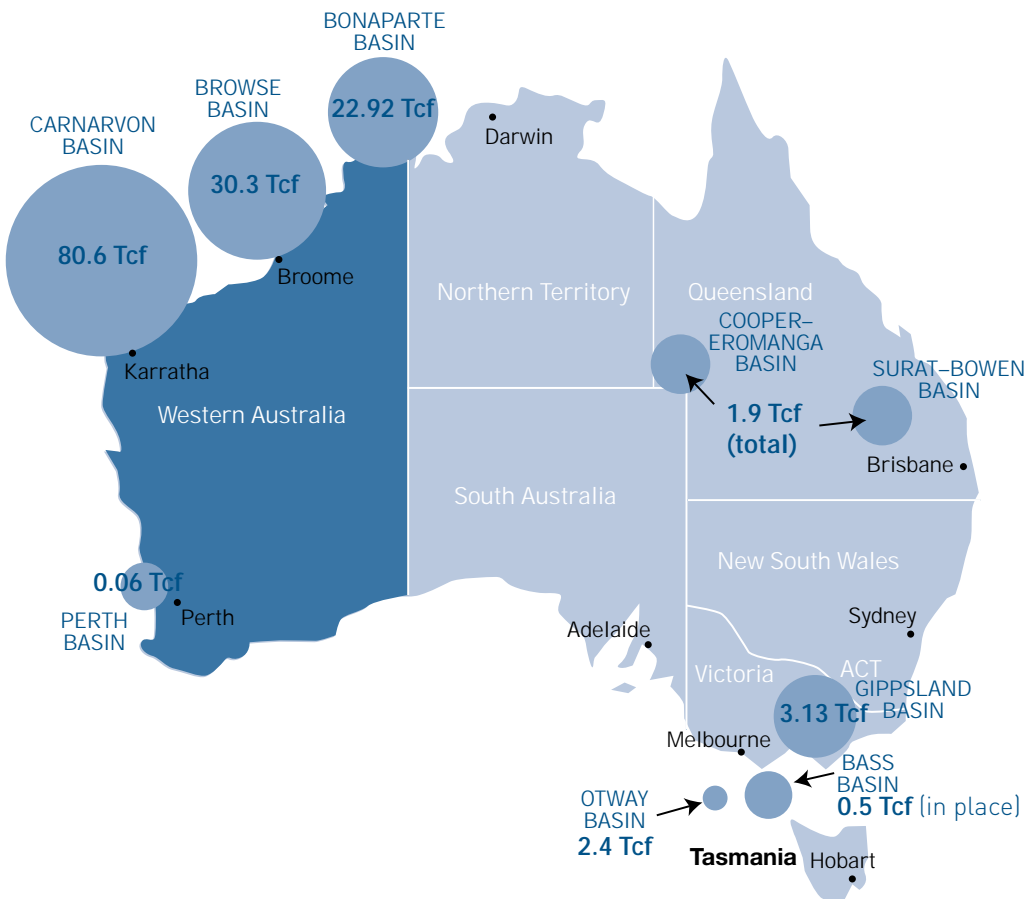 BONAPARTE
BASIN
22.92 Tcf
BROWSE
BASIN
30.3 Tcf
CARNARVON
BASIN
80.6 Tcf
Darwin
Broome
Karratha
Northern Territory
Queensland
COOPER–
EROMANGA
BASIN
SURAT–BOWEN
BASIN
1.9 Tcf
(total)
Western Australia
Brisbane
South Australia
New South Wales
0.06 Tcf
PERTH
BASIN
Perth
Adelaide
Sydney
Victoria
ACT
GIPPSLAND
BASIN
3.13 Tcf
Melbourne
BASS
BASIN
0.5 Tcf (in place)
OTWAY
BASIN
2.4 Tcf
Tasmania
Hobart